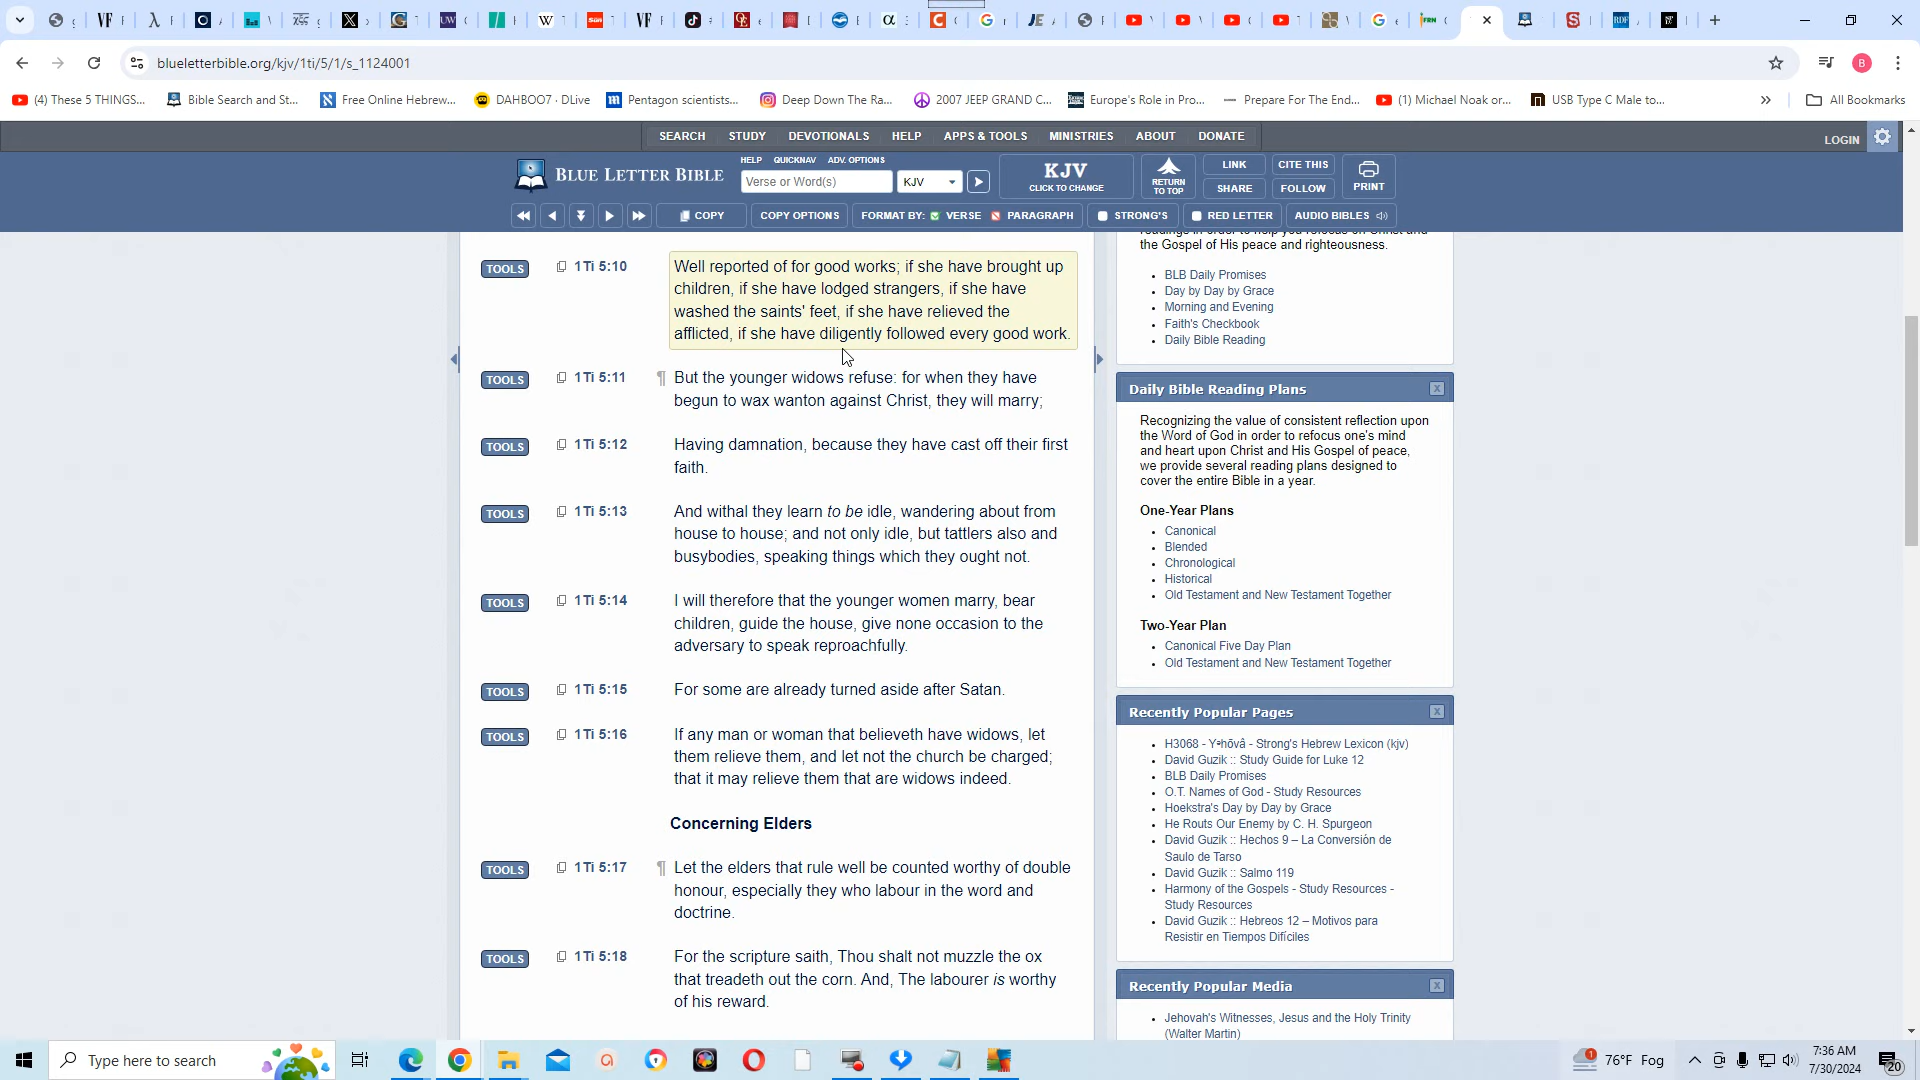 blueletterbible.org/kjv/1ti/5/1/s_1124001
B
(4) These 5 THINGS...
Bible Search and St...
Free Online Hebrew...
DAHBOO7 · DLive
Pentagon scientists...
Deep Down The Ra...
2007 JEEP GRAND C...
Europe's Role in Pro...
Prepare For The End...
(1) Michael Noak or...
USB Type C Male to...
All Bookmarks
SEARCH STUDY DEVOTIONALS HELP APPS & TOOLS MINISTRIES ABOUT DONATE
LOGIN
BLUE LETTER BIBLE
HELP QUICKNAV ADV. OPTIONS
Verse or Word(s)
KJV
KJV
CLICK TO CHANGE
RETURN
TO TOP
LINK
CITE THIS
SHARE
FOLLOW
PRINT
COPY
COPY OPTIONS
FORMAT BY: VERSE PARAGRAPH
STRONG'S
RED LETTER
AUDIO BIBLES
TOOLS
1Ti 5:10
Well reported of for good works; if she have brought up
children, if she have lodged strangers, if she have
washed the saints' feet, if she have relieved the
afflicted, if she have diligently followed every good work.
TOOLS
1Ti 5:11
¶ But the younger widows refuse: for when they have
begun to wax wanton against Christ, they will marry;
TOOLS
1Ti 5:12
Having damnation, because they have cast off their first
faith.
TOOLS
1Ti 5:13
And withal they learn to be idle, wandering about from
house to house; and not only idle, but tattlers also and
busybodies, speaking things which they ought not.
TOOLS
1Ti 5:14
I will therefore that the younger women marry, bear
children, guide the house, give none occasion to the
adversary to speak reproachfully.
TOOLS
1Ti 5:15
For some are already turned aside after Satan.
TOOLS
1Ti 5:16
If any man or woman that believeth have widows, let
them relieve them, and let not the church be charged;
that it may relieve them that are widows indeed.
Concerning Elders
TOOLS
1Ti 5:17
¶ Let the elders that rule well be counted worthy of double
honour, especially they who labour in the word and
doctrine.
TOOLS
1Ti 5:18
For the scripture saith, Thou shalt not muzzle the ox
that treadeth out the corn. And, The labourer is worthy
of his reward.
the Gospel of His peace and righteousness.
BLB Daily Promises
Day by Day by Grace
Morning and Evening
Faith's Checkbook
Daily Bible Reading
Daily Bible Reading Plans
Recognizing the value of consistent reflection upon
the Word of God in order to refocus one's mind
and heart upon Christ and His Gospel of peace,
we provide several reading plans designed to
cover the entire Bible in a year.
One-Year Plans
Canonical
Blended
Chronological
Historical
Old Testament and New Testament Together
Two-Year Plan
Canonical Five Day Plan
Old Testament and New Testament Together
Recently Popular Pages
H3068 - Yᵊhōvâ - Strong's Hebrew Lexicon (kjv)
David Guzik :: Study Guide for Luke 12
BLB Daily Promises
O.T. Names of God - Study Resources
Hoekstra's Day by Day by Grace
He Routs Our Enemy by C. H. Spurgeon
David Guzik :: Hechos 9 – La Conversión de
Saulo de Tarso
David Guzik :: Salmo 119
Harmony of the Gospels - Study Resources -
Study Resources
David Guzik :: Hebreos 12 – Motivos para
Resistir en Tiempos Difíciles
Recently Popular Media
Jehovah's Witnesses, Jesus and the Holy Trinity
(Walter Martin)
Type here to search
76°F Fog
7:36 AM
7/30/2024
20